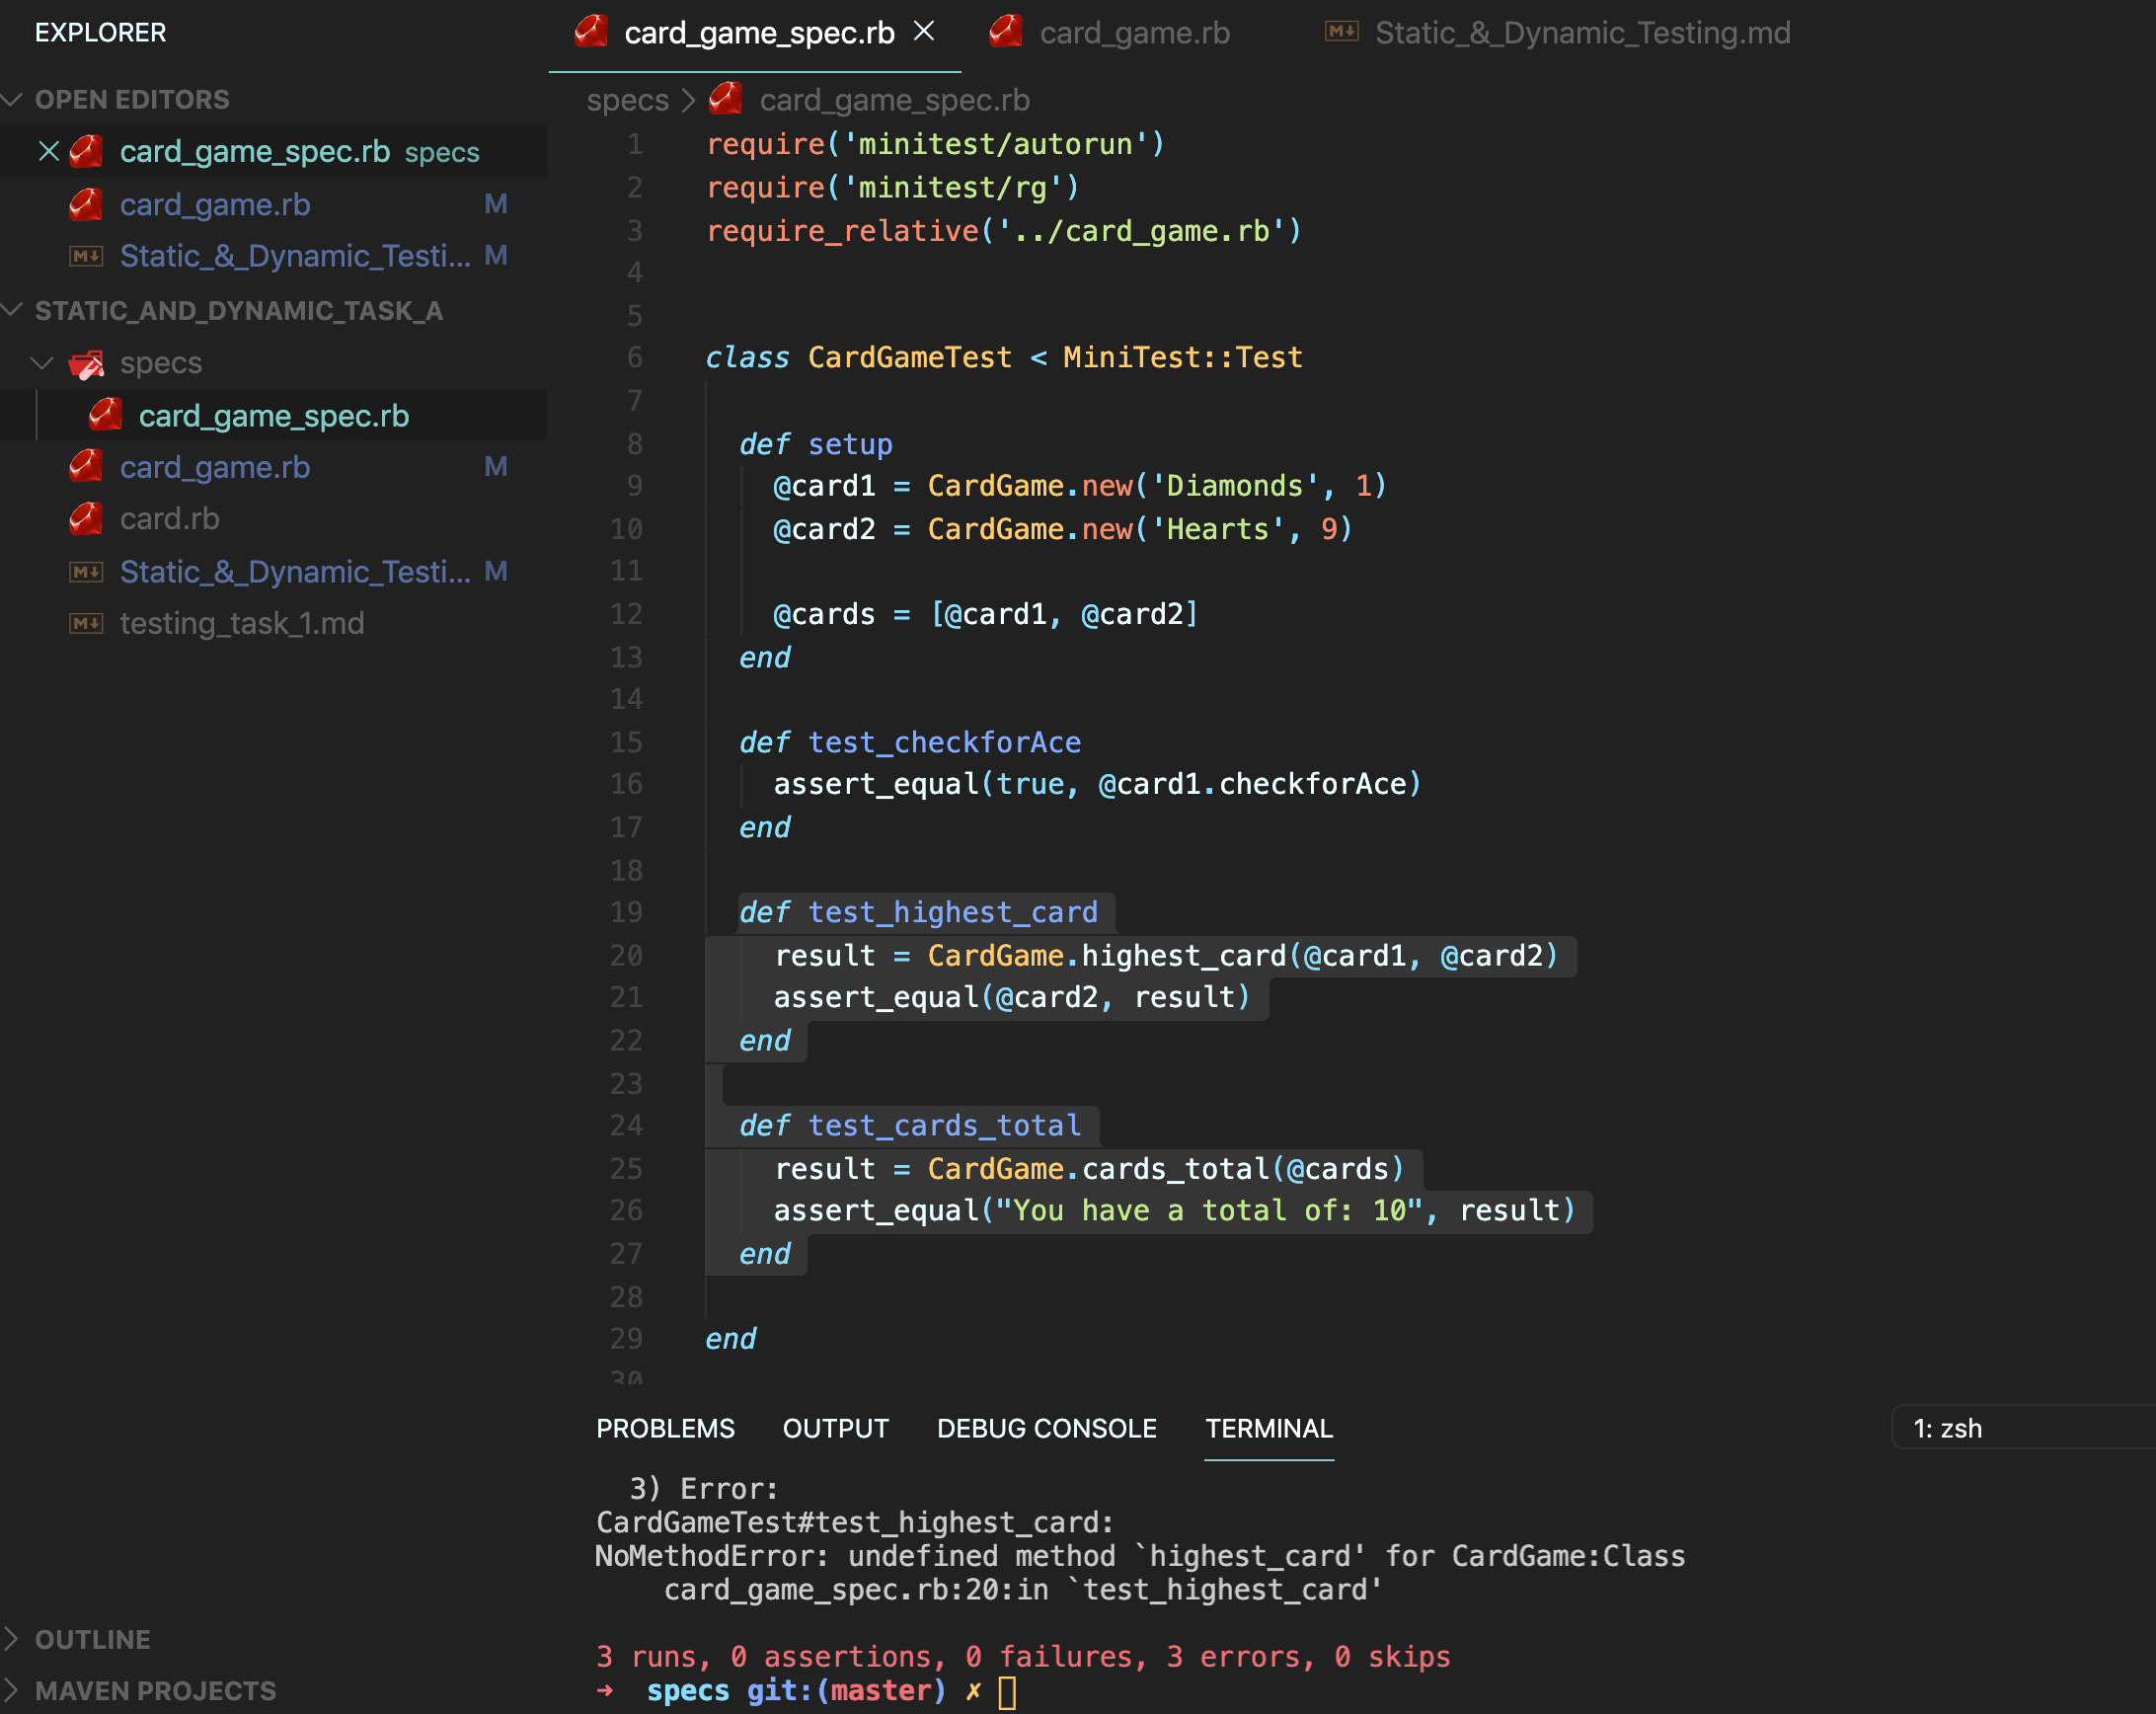 EXPLORER
OPEN EDITORS
card_game_spec.rb specs
card_game.rb M
Static_&_Dynamic_Testi... M
STATIC_AND_DYNAMIC_TASK_A
specs
card_game_spec.rb
card_game.rb M
card.rb
Static_&_Dynamic_Testi... M
testing_task_1.md
OUTLINE
MAVEN PROJECTS
card_game_spec.rb card_game.rb Static_&_Dynamic_Testing.md
specs > card_game_spec.rb
1 require('minitest/autorun')
2 require('minitest/rg')
3 require_relative('../card_game.rb')
4
5
6 class CardGameTest < MiniTest::Test
7
8 def setup
9 @card1 = CardGame.new('Diamonds', 1)
10 @card2 = CardGame.new('Hearts', 9)
11
12 @cards = [@card1, @card2]
13 end
14
15 def test_checkforAce
16 assert_equal(true, @card1.checkforAce)
17 end
18
19 def test_highest_card
20 result = CardGame.highest_card(@card1, @card2)
21 assert_equal(@card2, result)
22 end
23
24 def test_cards_total
25 result = CardGame.cards_total(@cards)
26 assert_equal("You have a total of: 10", result)
27 end
28
29 end
30
PROBLEMS OUTPUT DEBUG CONSOLE TERMINAL 1: zsh
3) Error:
CardGameTest#test_highest_card:
NoMethodError: undefined method `highest_card' for CardGame:Class
card_game_spec.rb:20:in `test_highest_card'
3 runs, 0 assertions, 0 failures, 3 errors, 0 skips
➜ specs git:(master) ✗